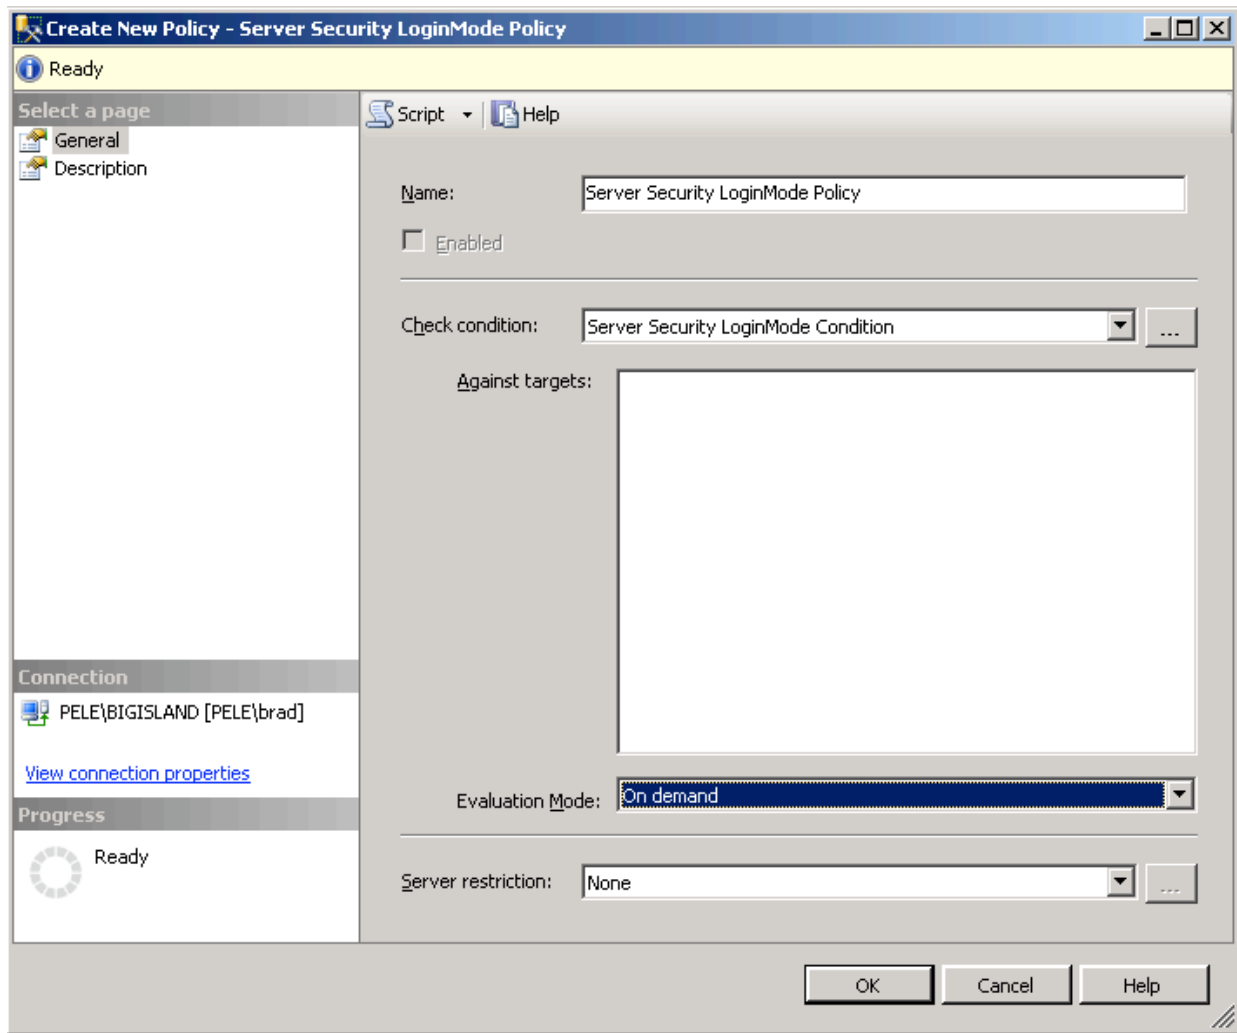 Create New Policy - Server Security LoginMode Policy
Ready
Select a page
General
Description
Script
Help
Name:
Server Security LoginMode Policy
Enabled
Check condition:
Server Security LoginMode Condition
...
Against targets:
Connection
PELE\BIGISLAND [PELE\brad]
View connection properties
Evaluation Mode:
On demand
Progress
Ready
Server restriction:
None
...
OK
Cancel
Help